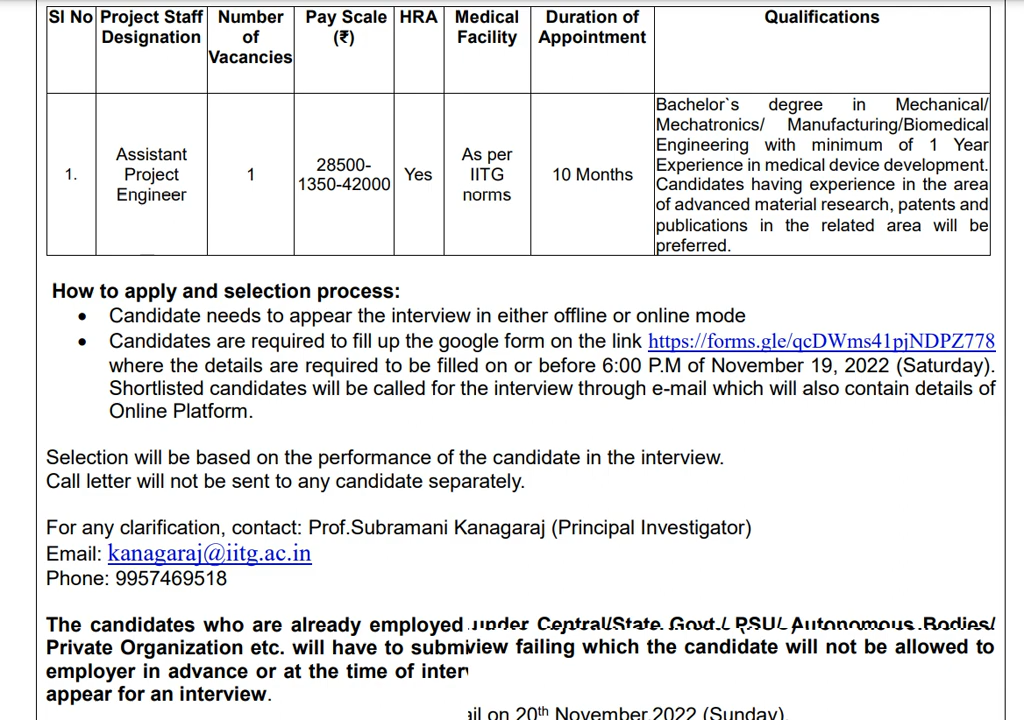 Sl No Project Staff Designation Number of Vacancies Pay Scale (₹) HRA Medical Facility Duration of Appointment Qualifications
1. Assistant Project Engineer 1 28500-1350-42000 Yes As per IITG norms 10 Months
Bachelor`s degree in Mechanical/
Mechatronics/ Manufacturing/Biomedical
Engineering with minimum of 1 Year
Experience in medical device development.
Candidates having experience in the area
of advanced material research, patents and
publications in the related area will be
preferred.
How to apply and selection process:
• Candidate needs to appear the interview in either offline or online mode
• Candidates are required to fill up the google form on the link https://forms.gle/qcDWms41pjNDPZ778
where the details are required to be filled on or before 6:00 P.M of November 19, 2022 (Saturday).
Shortlisted candidates will be called for the interview through e-mail which will also contain details of
Online Platform.
Selection will be based on the performance of the candidate in the interview.
Call letter will not be sent to any candidate separately.
For any clarification, contact: Prof.Subramani Kanagaraj (Principal Investigator)
Email: kanagaraj@iitg.ac.in
Phone: 9957469518
The candidates who are already employed under Central/State Govt./ PSU/ Autonomous Bodies/
Private Organization etc. will have to submview failing which the candidate will not be allowed to
employer in advance or at the time of inter
appear for an interview.
ail on 20th November,2022 (Sunday).